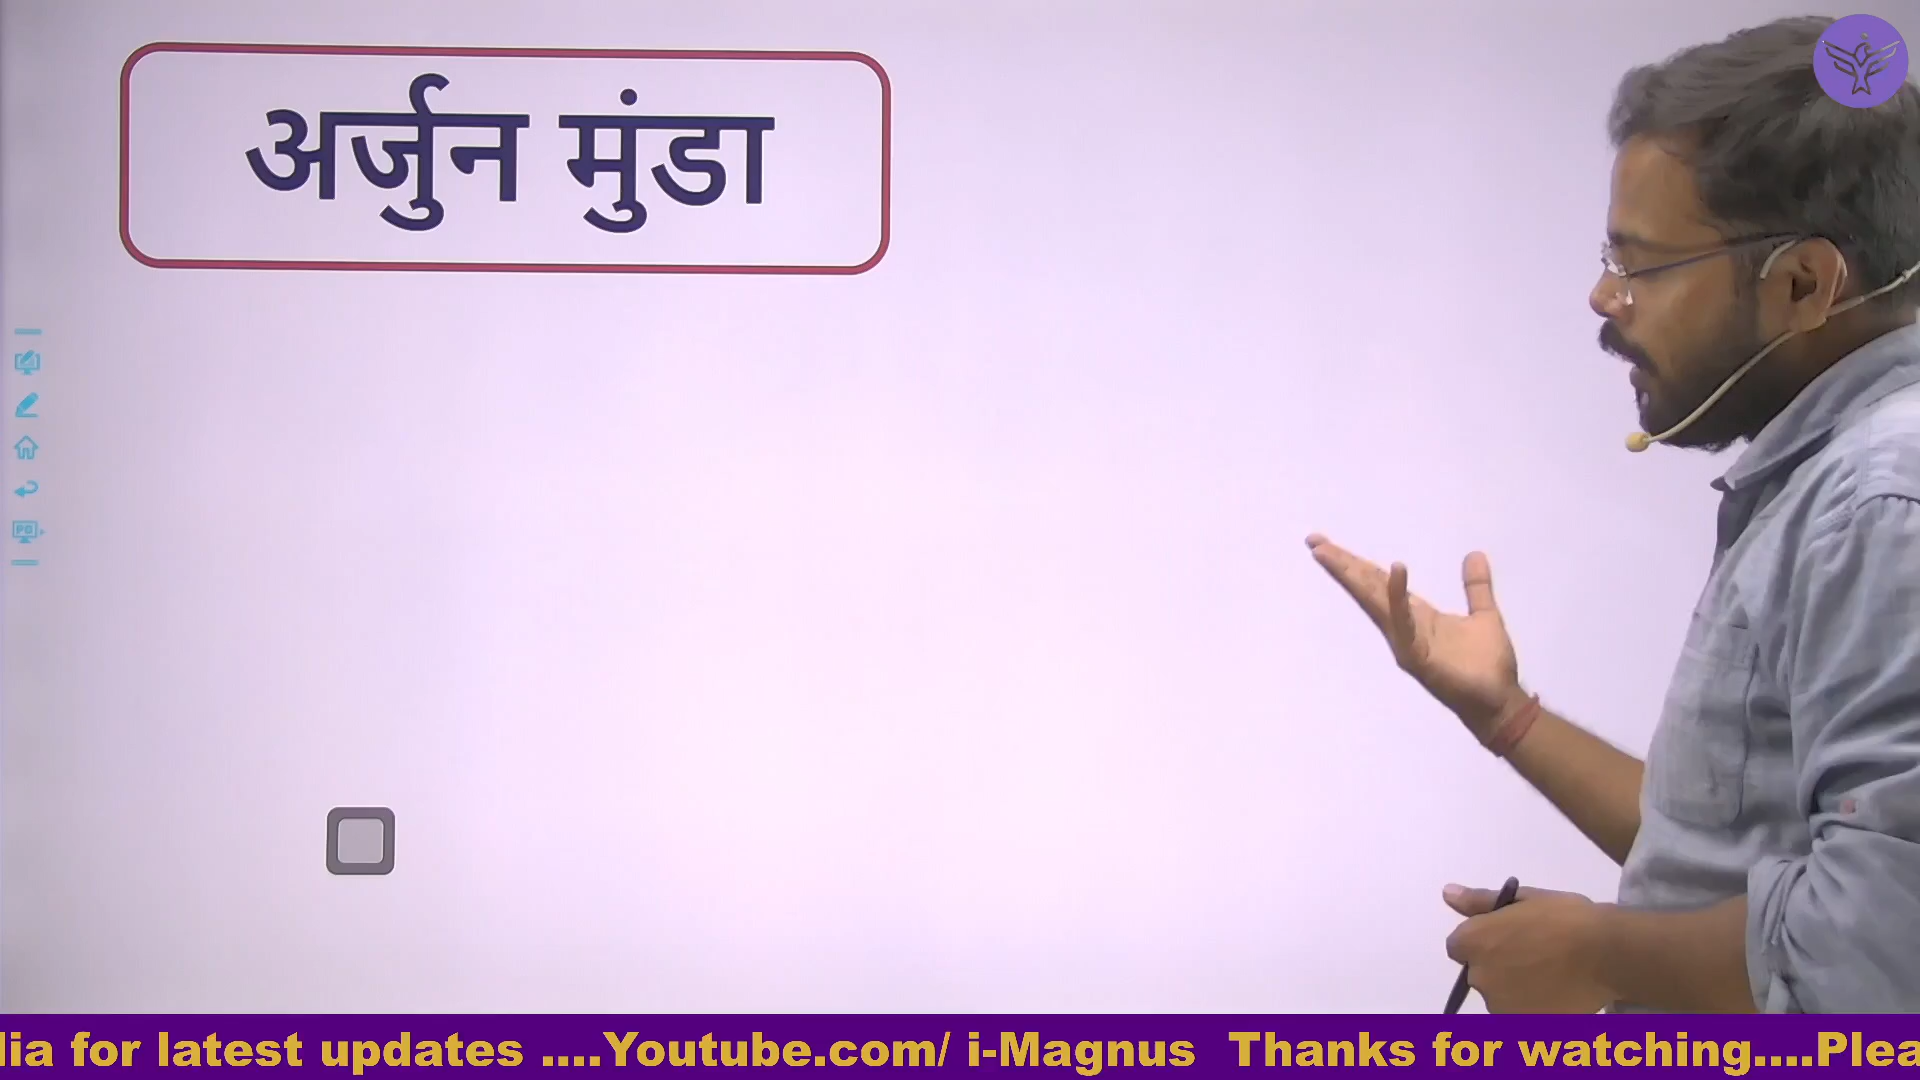 अर्जुन मुंडा
lia for latest updates ....Youtube.com/ i-Magnus Thanks for watching....Plea